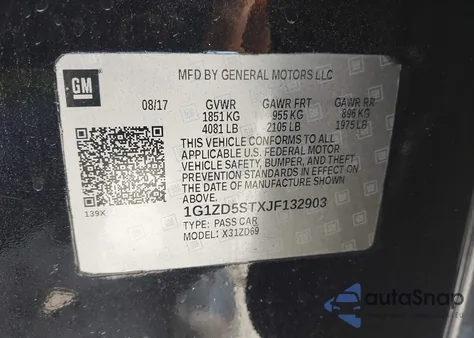 GM
MFD BY GENERAL MOTORS LLC
08/17 GVWR GAWR FRT GAWR RR
1851 KG 955 KG 896 KG
4081 LB 2105 LB 1975 LB
THIS VEHICLE CONFORMS TO ALL
APPLICABLE U.S. FEDERAL MOTOR
VEHICLE SAFETY, BUMPER, AND THEFT
PREVENTION STANDARDS IN EFFECT ON
THE DATE OF MANUFACTURE SHOWN
ABOVE.
139X
1G1ZD5STXJF132903
TYPE: PASS CAR
MODEL: X31ZD69
autoSnap